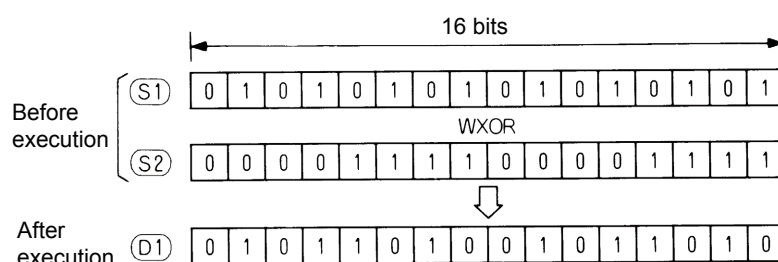 16 bits
S1 0 1 0 1 0 1 0 1 0 1 0 1 0 1 0 1
Before
execution
WXOR
S2 0 0 0 0 1 1 1 1 0 0 0 0 1 1 1 1
After
execution
D1 0 1 0 1 1 0 1 0 0 1 0 1 1 0 1 0